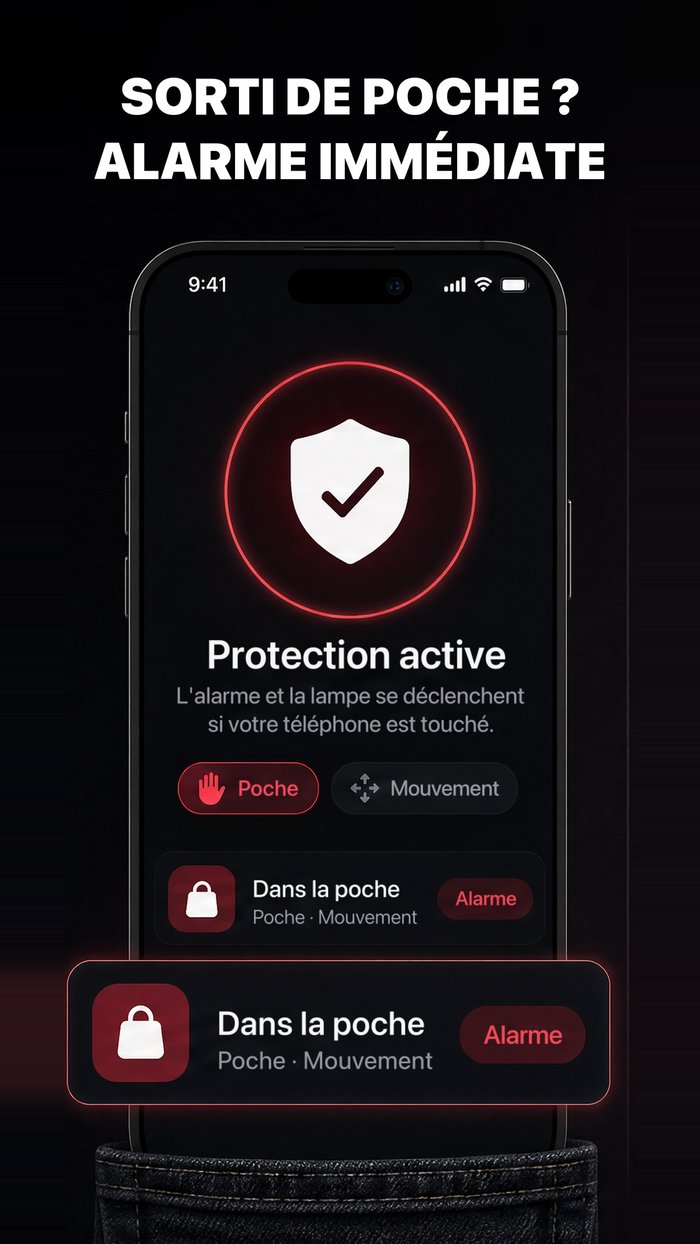 SORTI DE POCHE ?
ALARME IMMÉDIATE
9:41
Protection active
L'alarme et la lampe se déclenchent
si votre téléphone est touché.
Poche
Mouvement
Dans la poche
Poche · Mouvement
Alarme
Dans la poche
Poche · Mouvement
Alarme